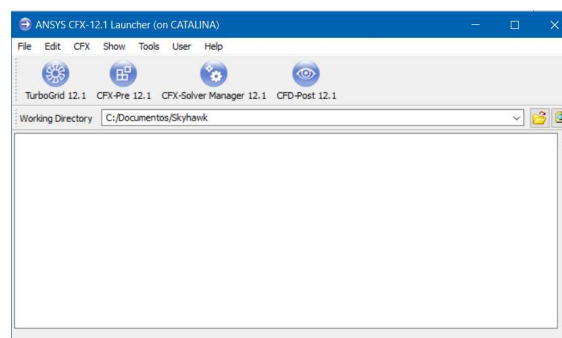 ANSYS CFX-12.1 Launcher (on CATALINA)
File Edit CFX Show Tools User Help
TurboGrid 12.1 CFX-Pre 12.1 CFX-Solver Manager 12.1 CFD-Post 12.1
Working Directory C:/Documentos/Skyhawk